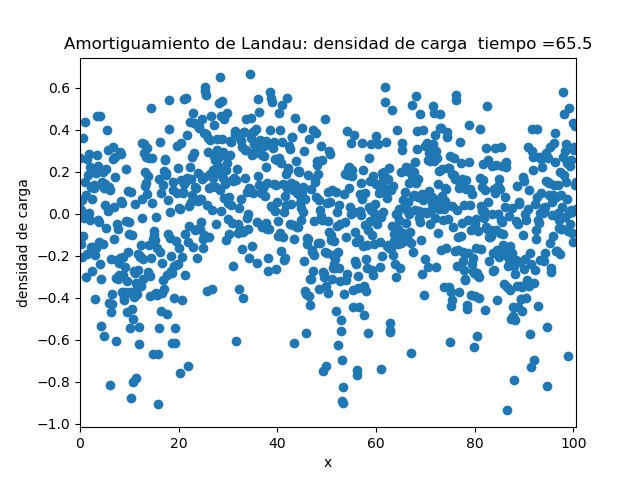 Amortiguamiento de Landau: densidad de carga  tiempo =65.5
densidad de carga
0.6
0.4
0.2
0.0
−0.2
−0.4
−0.6
−0.8
−1.0
0 20 40 60 80 100
x